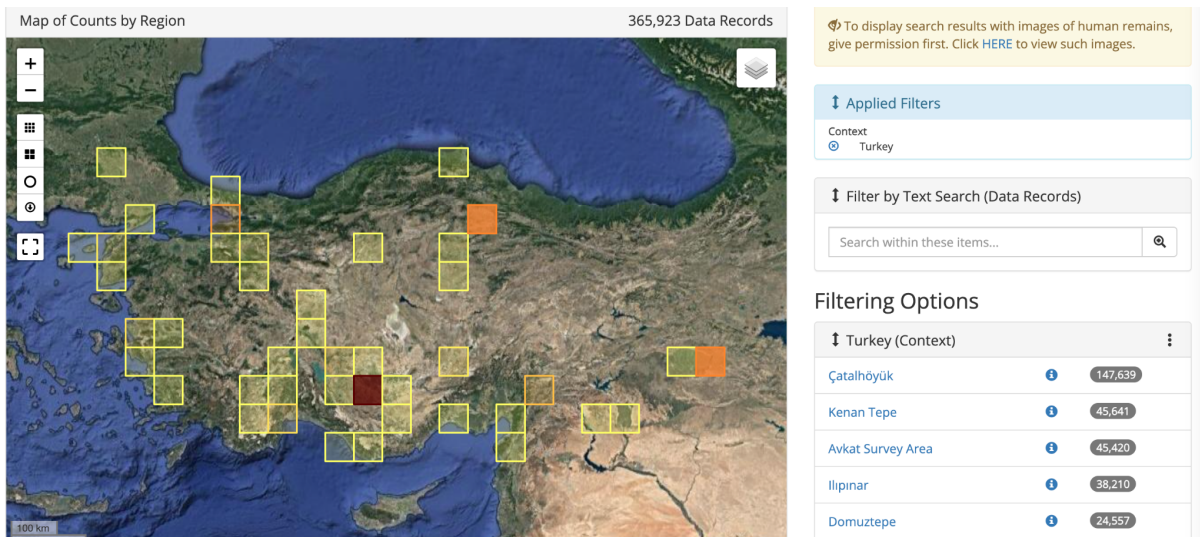 Map of Counts by Region
365,923 Data Records
+
−
100 km
To display search results with images of human remains,
give permission first. Click HERE to view such images.
Applied Filters
Context
Turkey
Filter by Text Search (Data Records)
Search within these items...
Filtering Options
Turkey (Context)
Çatalhöyük 147,639
Kenan Tepe 45,641
Avkat Survey Area 45,420
Ilıpınar 38,210
Domuztepe 24,557